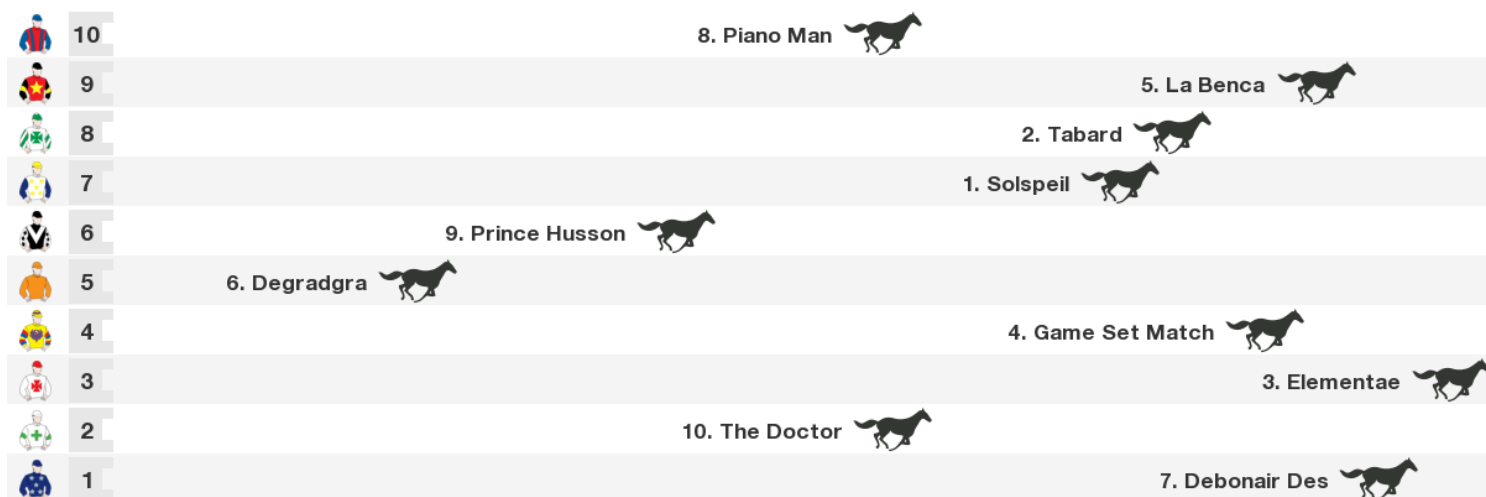 10 8. Piano Man
9 5. La Benca
8 2. Tabard
7 1. Solspeil
6 9. Prince Husson
5 6. Degradgra
4 4. Game Set Match
3 3. Elementae
2 10. The Doctor
1 7. Debonair Des